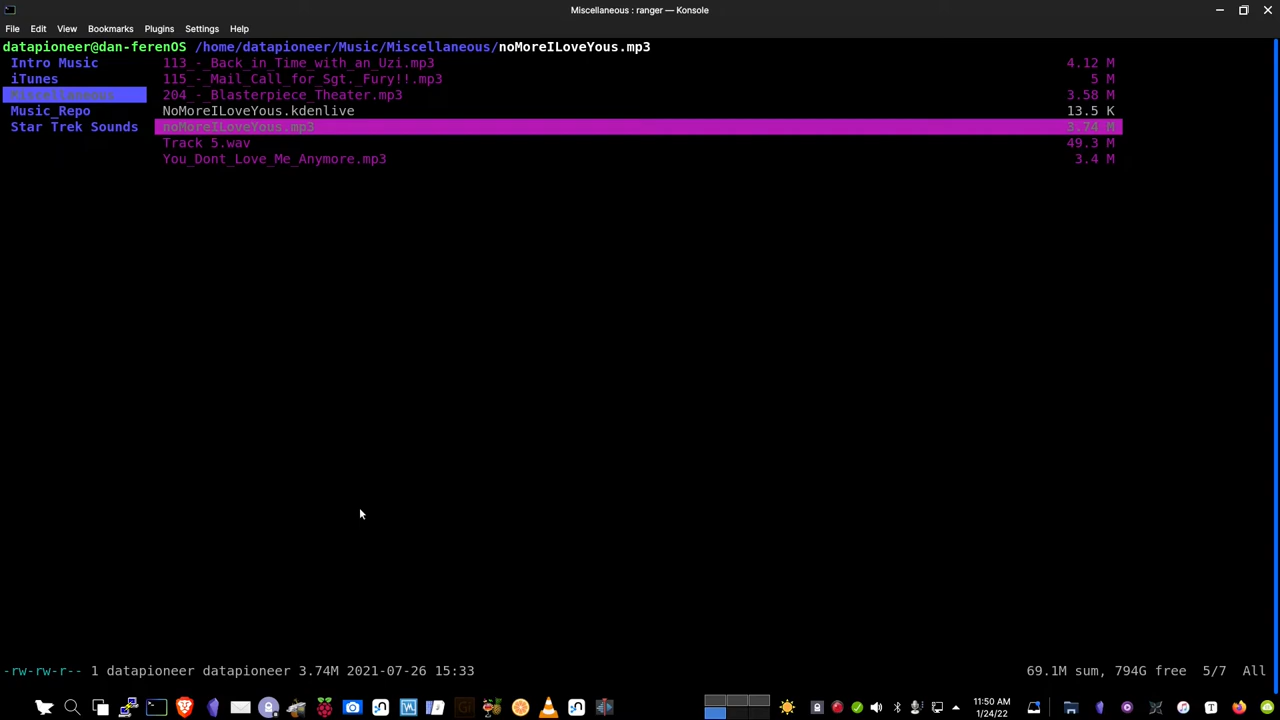 Miscellaneous : ranger — Konsole
File Edit View Bookmarks Plugins Settings Help
datapioneer@dan-ferenOS /home/datapioneer/Music/Miscellaneous/noMoreILoveYous.mp3
Intro Music 113_-_Back_in_Time_with_an_Uzi.mp3 4.12 M
iTunes 115_-_Mail_Call_for_Sgt._Fury!!.mp3 5 M
Miscellaneous 204_-_Blasterpiece_Theater.mp3 3.58 M
Music_Repo NoMoreILoveYous.kdenlive 13.5 K
Star Trek Sounds noMoreILoveYous.mp3 3.74 M
Track 5.wav 49.3 M
You_Dont_Love_Me_Anymore.mp3 3.4 M
-rw-rw-r-- 1 datapioneer datapioneer 3.74M 2021-07-26 15:33 69.1M sum, 794G free 5/7 All
11:50 AM
1/24/22